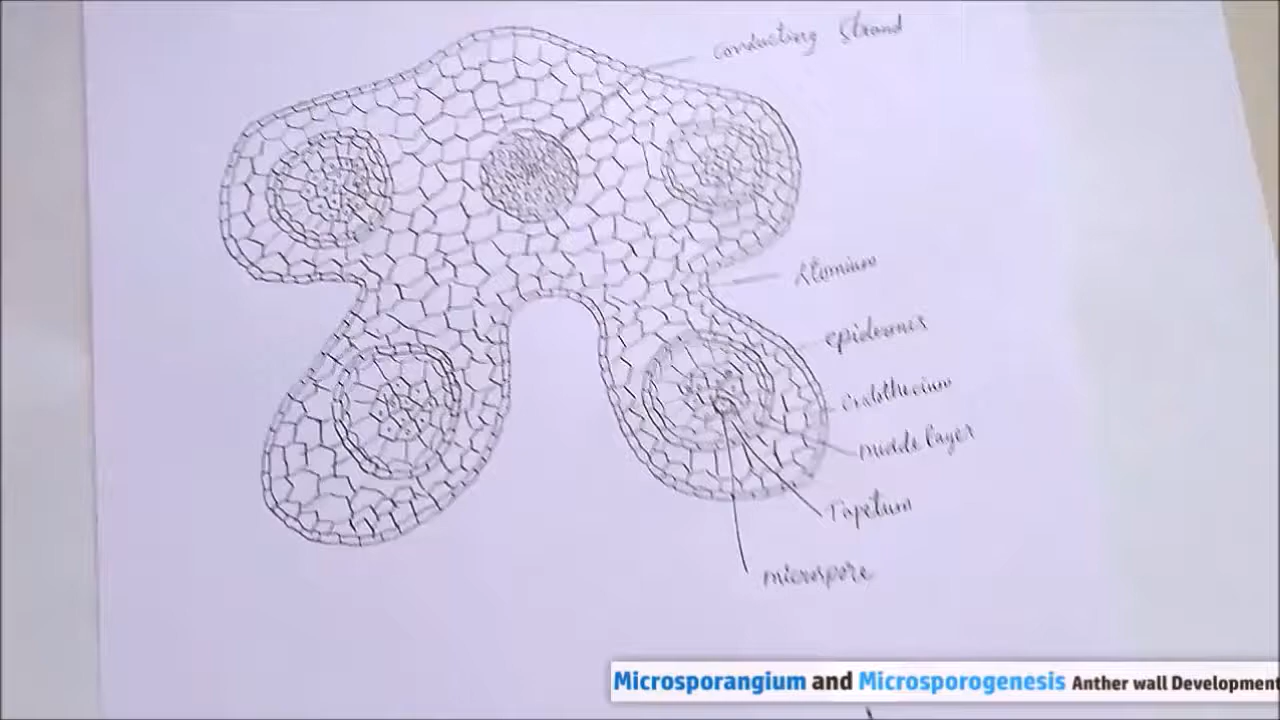 conducting strand
stomium
epidermis
endothecium
middle layer
Tapetum
microspore
Microsporangium and Microsporogenesis Anther wall Development